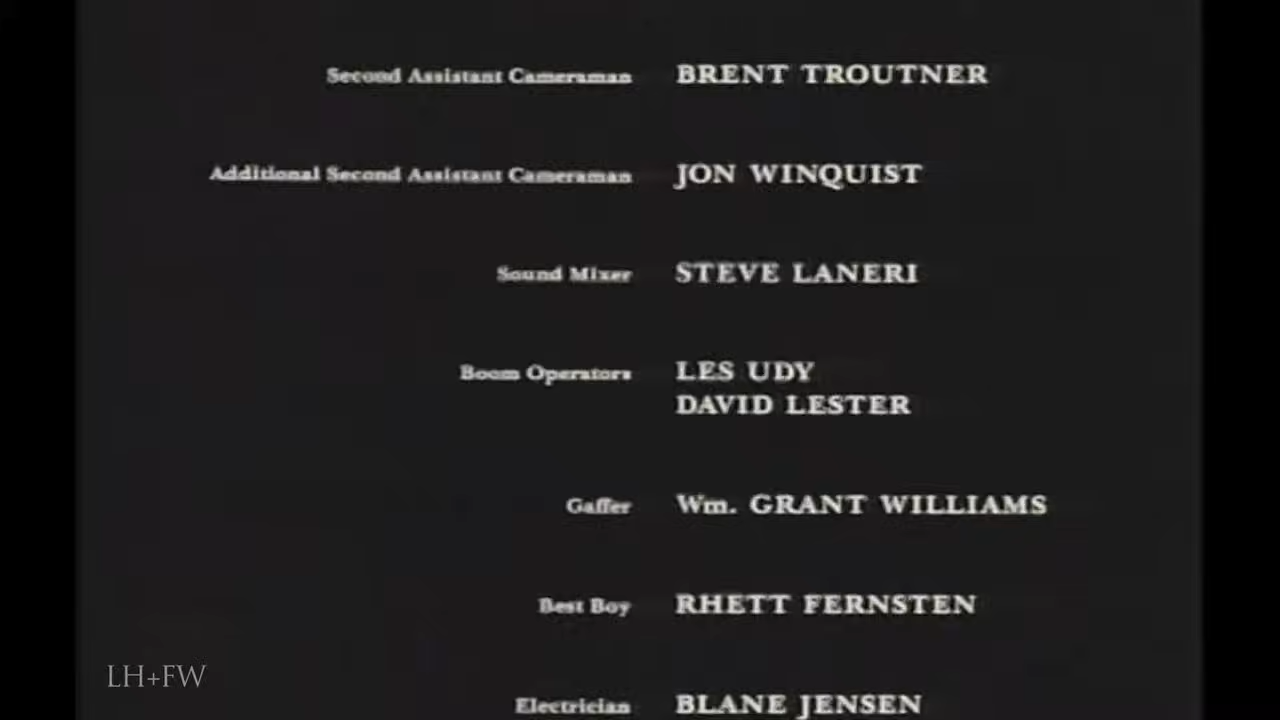 Second Assistant Cameraman BRENT TROUTNER
Additional Second Assistant Cameraman JON WINQUIST
Sound Mixer STEVE LANERI
Boom Operators LES UDY
DAVID LESTER
Gaffer Wm. GRANT WILLIAMS
Best Boy RHETT FERNSTEN
Electrician BLANE JENSEN
LH+FW